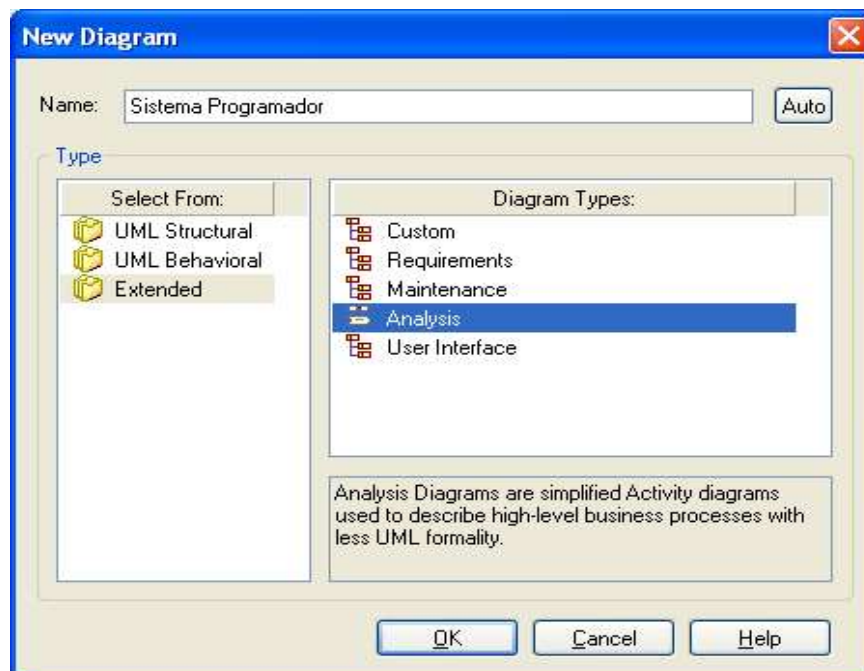 New Diagram
Name: Sistema Programador Auto
Type
Select From:
UML Structural
UML Behavioral
Extended
Diagram Types:
Custom
Requirements
Maintenance
Analysis
User Interface
Analysis Diagrams are simplified Activity diagrams
used to describe high-level business processes with
less UML formality.
OK Cancel Help